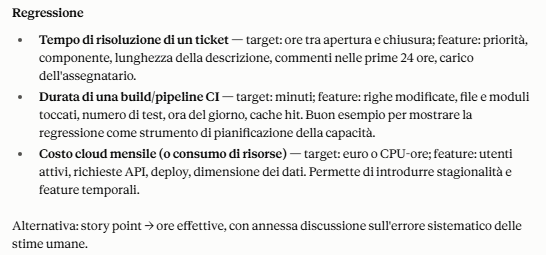 Regressione
• Tempo di risoluzione di un ticket — target: ore tra apertura e chiusura; feature: priorità,
componente, lunghezza della descrizione, commenti nelle prime 24 ore, carico
dell'assegnatario.
• Durata di una build/pipeline CI — target: minuti; feature: righe modificate, file e moduli
toccati, numero di test, ora del giorno, cache hit. Buon esempio per mostrare la
regressione come strumento di pianificazione della capacità.
• Costo cloud mensile (o consumo di risorse) — target: euro o CPU-ore; feature: utenti
attivi, richieste API, deploy, dimensione dei dati. Permette di introdurre stagionalità e
feature temporali.
Alternativa: story point → ore effettive, con annessa discussione sull'errore sistematico delle
stime umane.